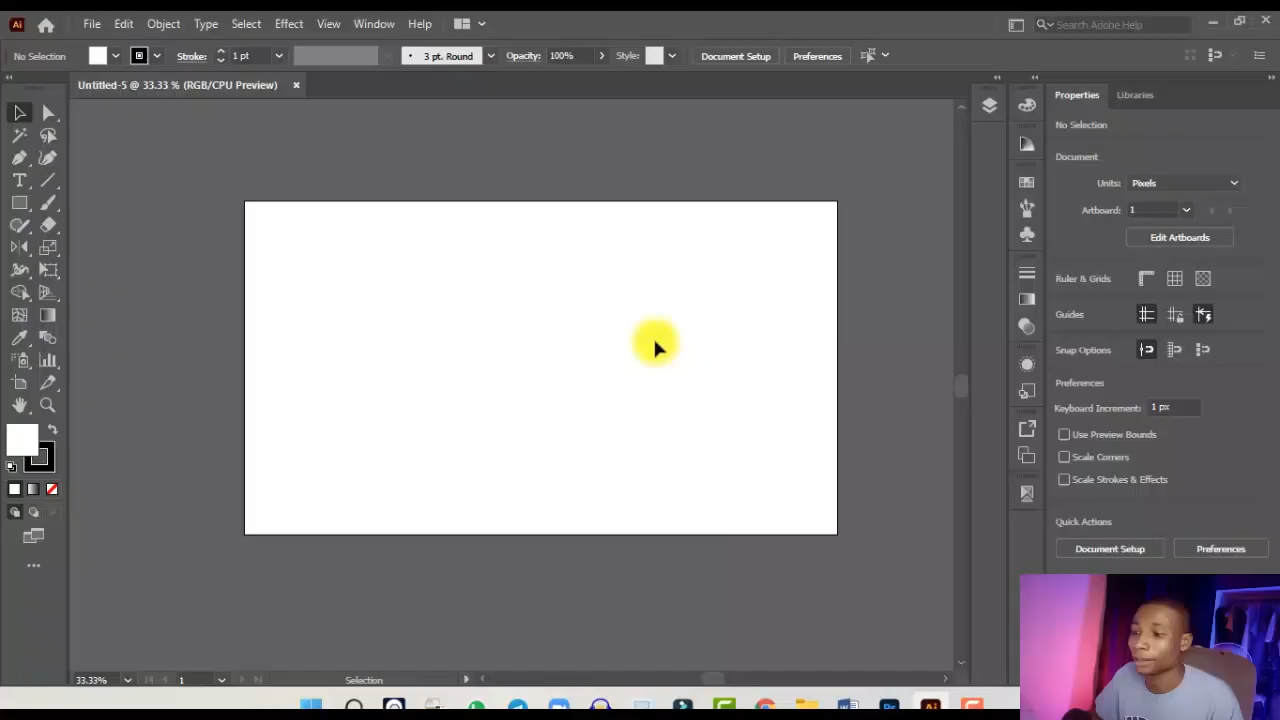 Ai File Edit Object Type Select Effect View Window Help Search Adobe Help
No Selection Stroke: 1 pt 3 pt. Round Opacity: 100% Style: Document Setup Preferences
Untitled-5 @ 33.33 % (RGB/CPU Preview)
Properties Libraries
No Selection
Document
Units: Pixels
Artboard: 1
Edit Artboards
Ruler & Grids
Guides
Snap Options
Preferences
Keyboard Increment: 1 px
Use Preview Bounds
Scale Corners
Scale Strokes & Effects
Quick Actions
Document Setup Preferences
33.33% 1 Selection
Ps Ai